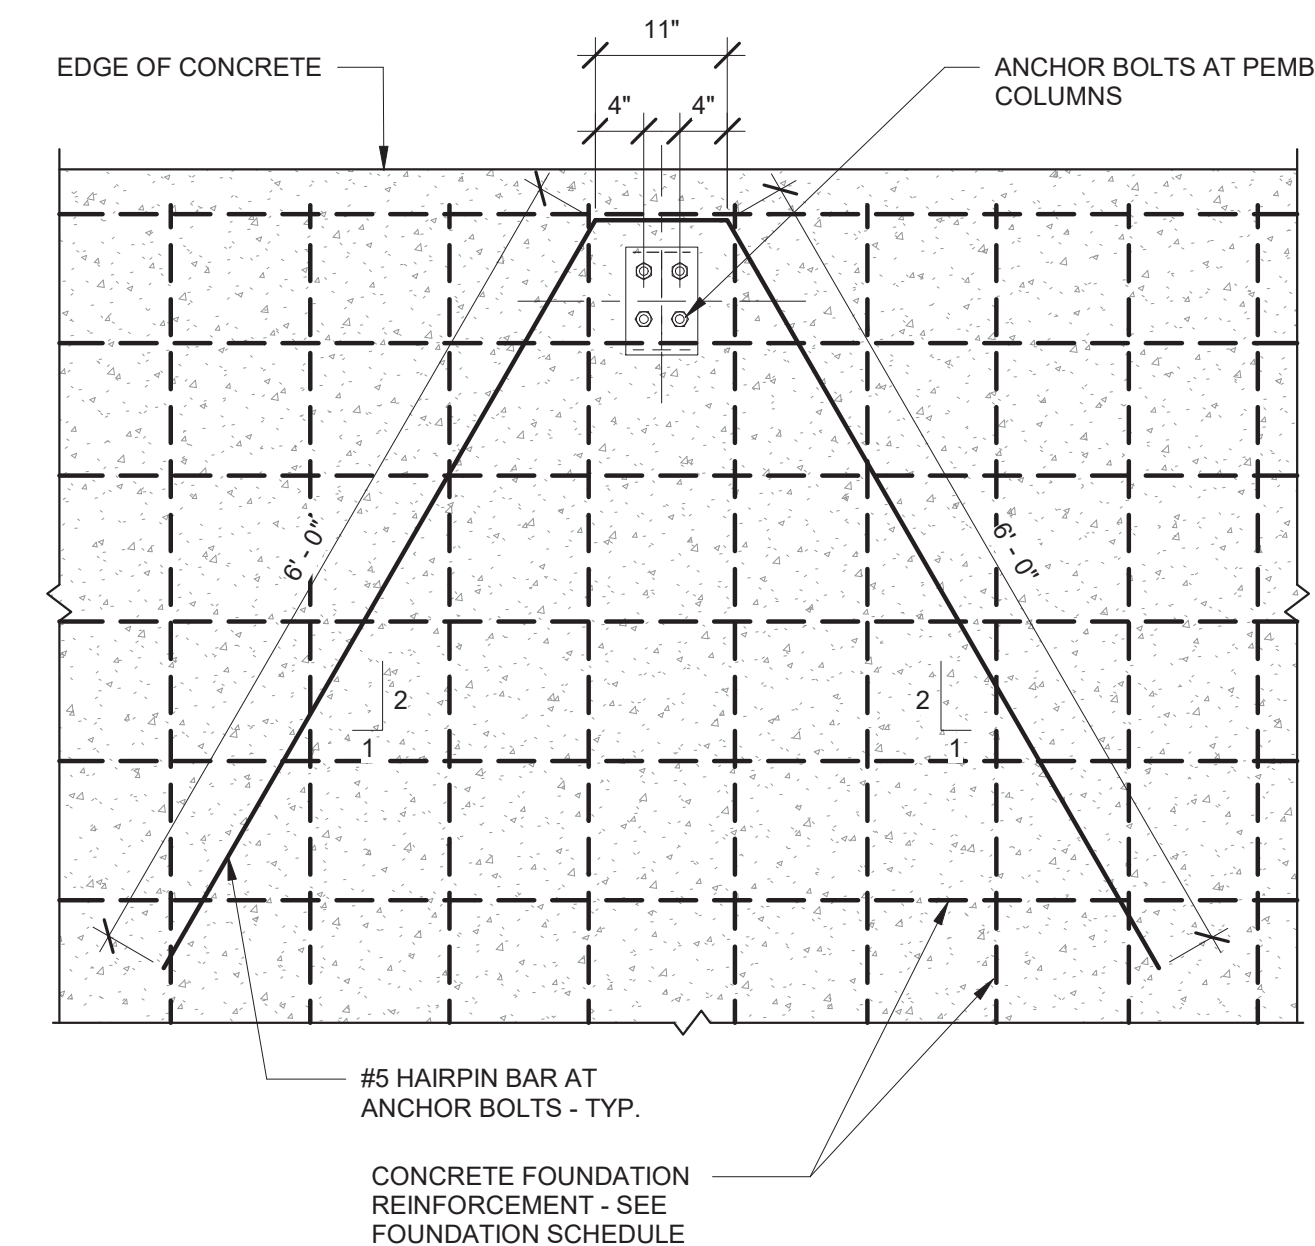 11"
EDGE OF CONCRETE
ANCHOR BOLTS AT PEMB
COLUMNS
4"
4"
6' - 0"
6' - 0"
2
1
2
1
#5 HAIRPIN BAR AT
ANCHOR BOLTS - TYP.
CONCRETE FOUNDATION
REINFORCEMENT - SEE
FOUNDATION SCHEDULE